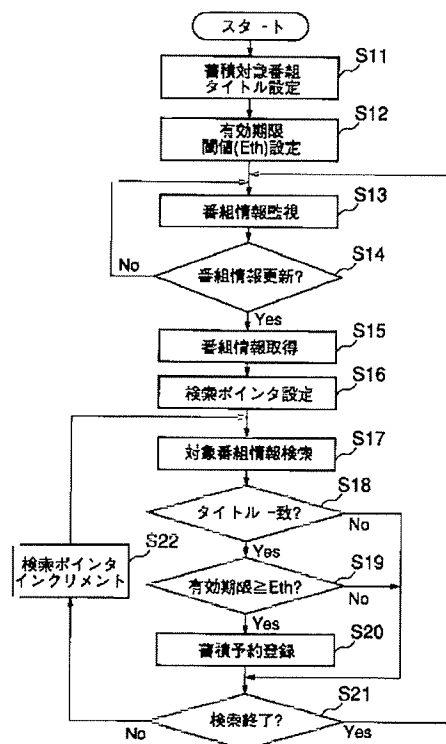 スタート
S11
蓄積対象番組
タイトル設定
S12
有効期限
閾値(Eth)設定
S13
番組情報監視
S14
番組情報更新?
No
Yes
S15
番組情報取得
S16
検索ポインタ設定
S17
対象番組情報検索
S18
タイトル一致?
No
Yes
S19
有効期限≧Eth?
No
Yes
S20
蓄積予約登録
S21
検索終了?
No
Yes
S22
検索ポインタ
インクリメント